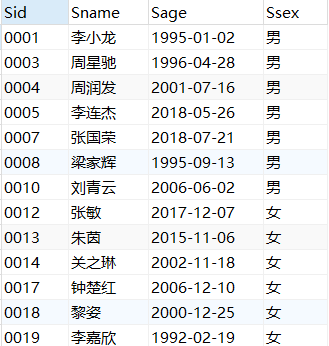 Sid Sname Sage Ssex
0001 李小龙 1995-01-02 男
0003 周星驰 1996-04-28 男
0004 周润发 2001-07-16 男
0005 李连杰 2018-05-26 男
0007 张国荣 2018-07-21 男
0008 梁家辉 1995-09-13 男
0010 刘青云 2006-06-02 男
0012 张敏 2017-12-07 女
0013 朱茵 2015-11-06 女
0014 关之琳 2002-11-18 女
0017 钟楚红 2006-12-10 女
0018 黎姿 2000-12-25 女
0019 李嘉欣 1992-02-19 女